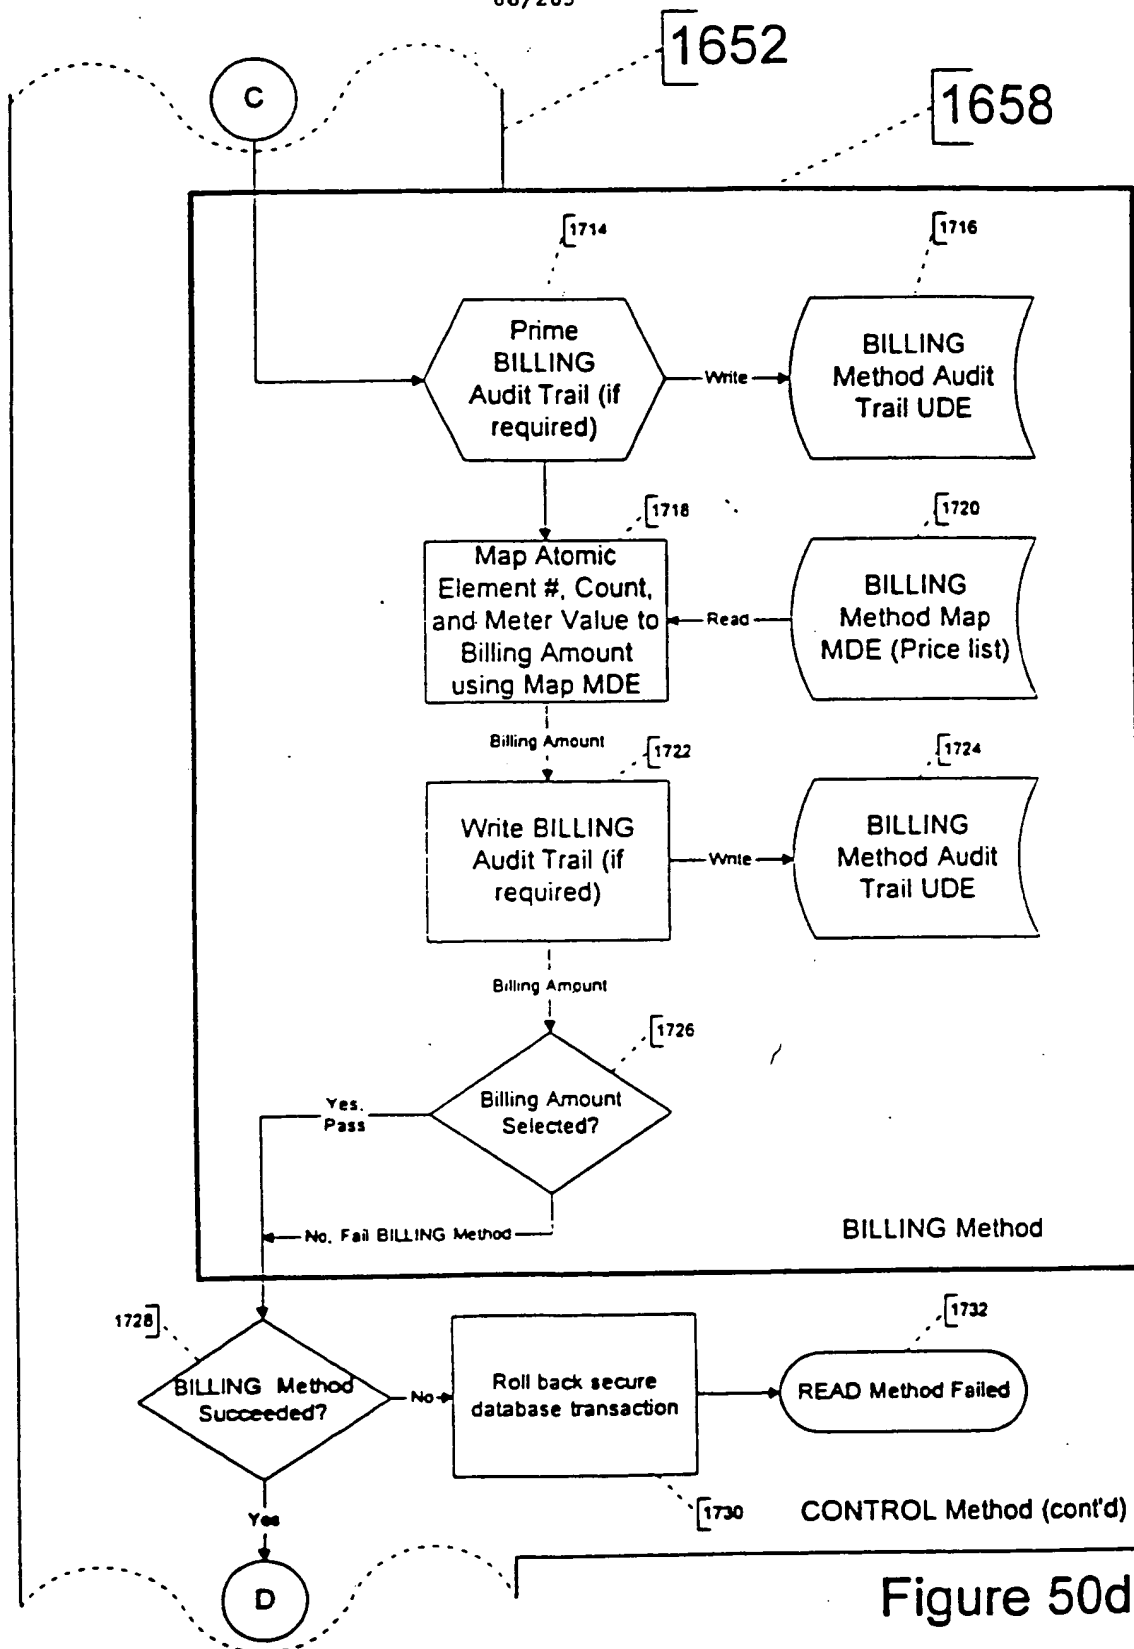 1652
C
1658
1714
1716
Prime
BILLING
Audit Trail (if
required)
Write
BILLING
Method Audit
Trail UDE
1718
1720
Map Atomic
Element #, Count,
and Meter Value to
Billing Amount
using Map MDE
Read
BILLING
Method Map
MDE (Price list)
Billing Amount
1722
1724
Write BILLING
Audit Trail (if
required)
Write
BILLING
Method Audit
Trail UDE
Billing Amount
1726
Billing Amount
Selected?
Yes,
Pass
No, Fail BILLING Method
BILLING Method
1728
1732
BILLING Method
Succeeded?
No
Roll back secure
database transaction
READ Method Failed
1730
CONTROL Method (cont'd)
Yes
D
Figure 50d